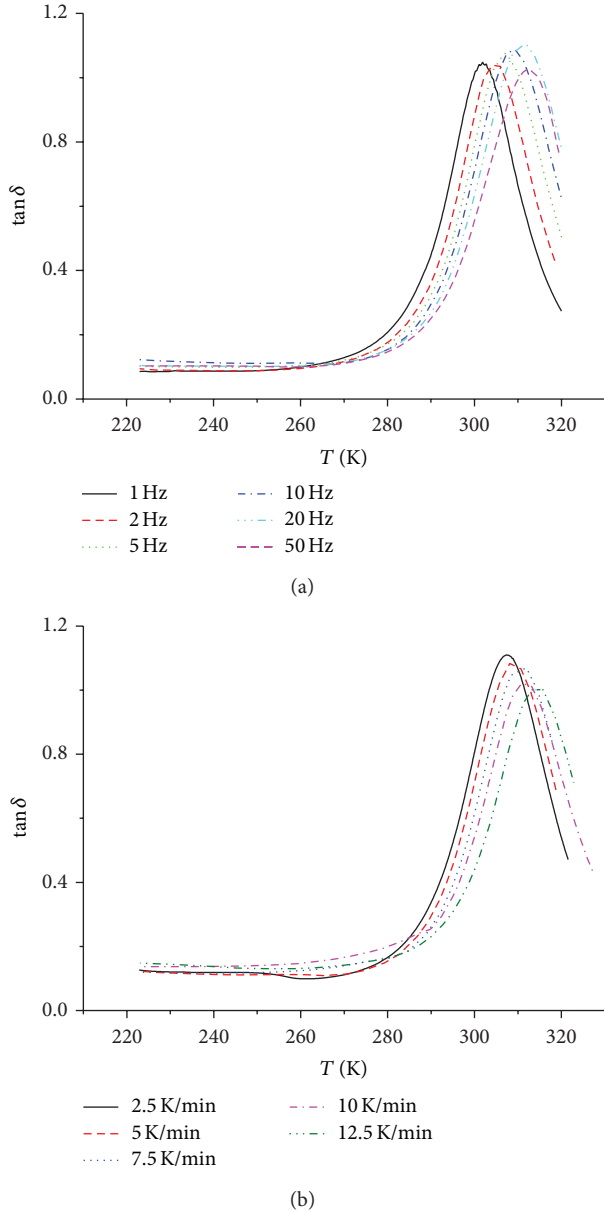 1.2
0.8
0.4
0.0
tan δ
220 240 260 280 300 320
T (K)
1 Hz 10 Hz
2 Hz 20 Hz
5 Hz 50 Hz
(a)
1.2
0.8
0.4
0.0
tan δ
220 240 260 280 300 320
T (K)
2.5 K/min 10 K/min
5 K/min 12.5 K/min
7.5 K/min
(b)